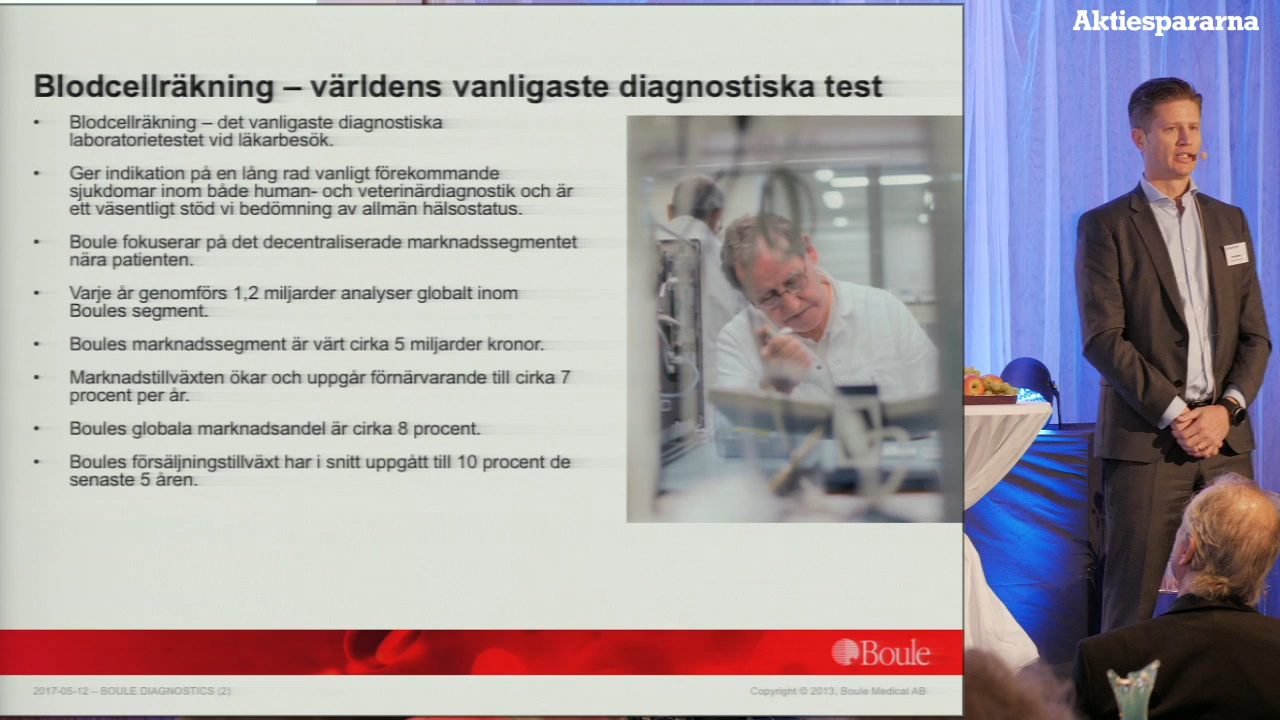 Aktiespararna
Blodcellräkning – världens vanligaste diagnostiska test
• Blodcellräkning – det vanligaste diagnostiska
laboratorietestet vid läkarbesök.
• Ger indikation på en lång rad vanligt förekommande
sjukdomar inom både human- och veterinärdiagnostik och är
ett väsentligt stöd vi bedömning av allmän hälsostatus.
• Boule fokuserar på det decentraliserade marknadssegmentet
nära patienten.
• Varje år genomförs 1,2 miljarder analyser globalt inom
Boules segment.
• Boules marknadssegment är värt cirka 5 miljarder kronor.
• Marknadstillväxten ökar och uppgår förnärvarande till cirka 7
procent per år.
• Boules globala marknadsandel är cirka 8 procent.
• Boules försäljningstillväxt har i snitt uppgått till 10 procent de
senaste 5 åren.
Boule
2017-05-12 – BOULE DIAGNOSTICS (2)
Copyright © 2013, Boule Medical AB